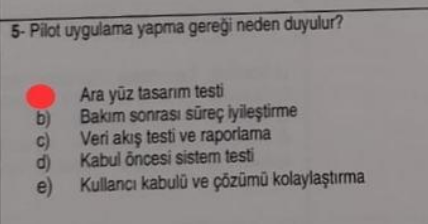 5- Pilot uygulama yapma gereği neden duyulur?
Ara yüz tasarım testi
b) Bakım sonrası süreç iyileştirme
c) Veri akış testi ve raporlama
d) Kabul öncesi sistem testi
e) Kullancı kabulü ve çözümü kolaylaştırma